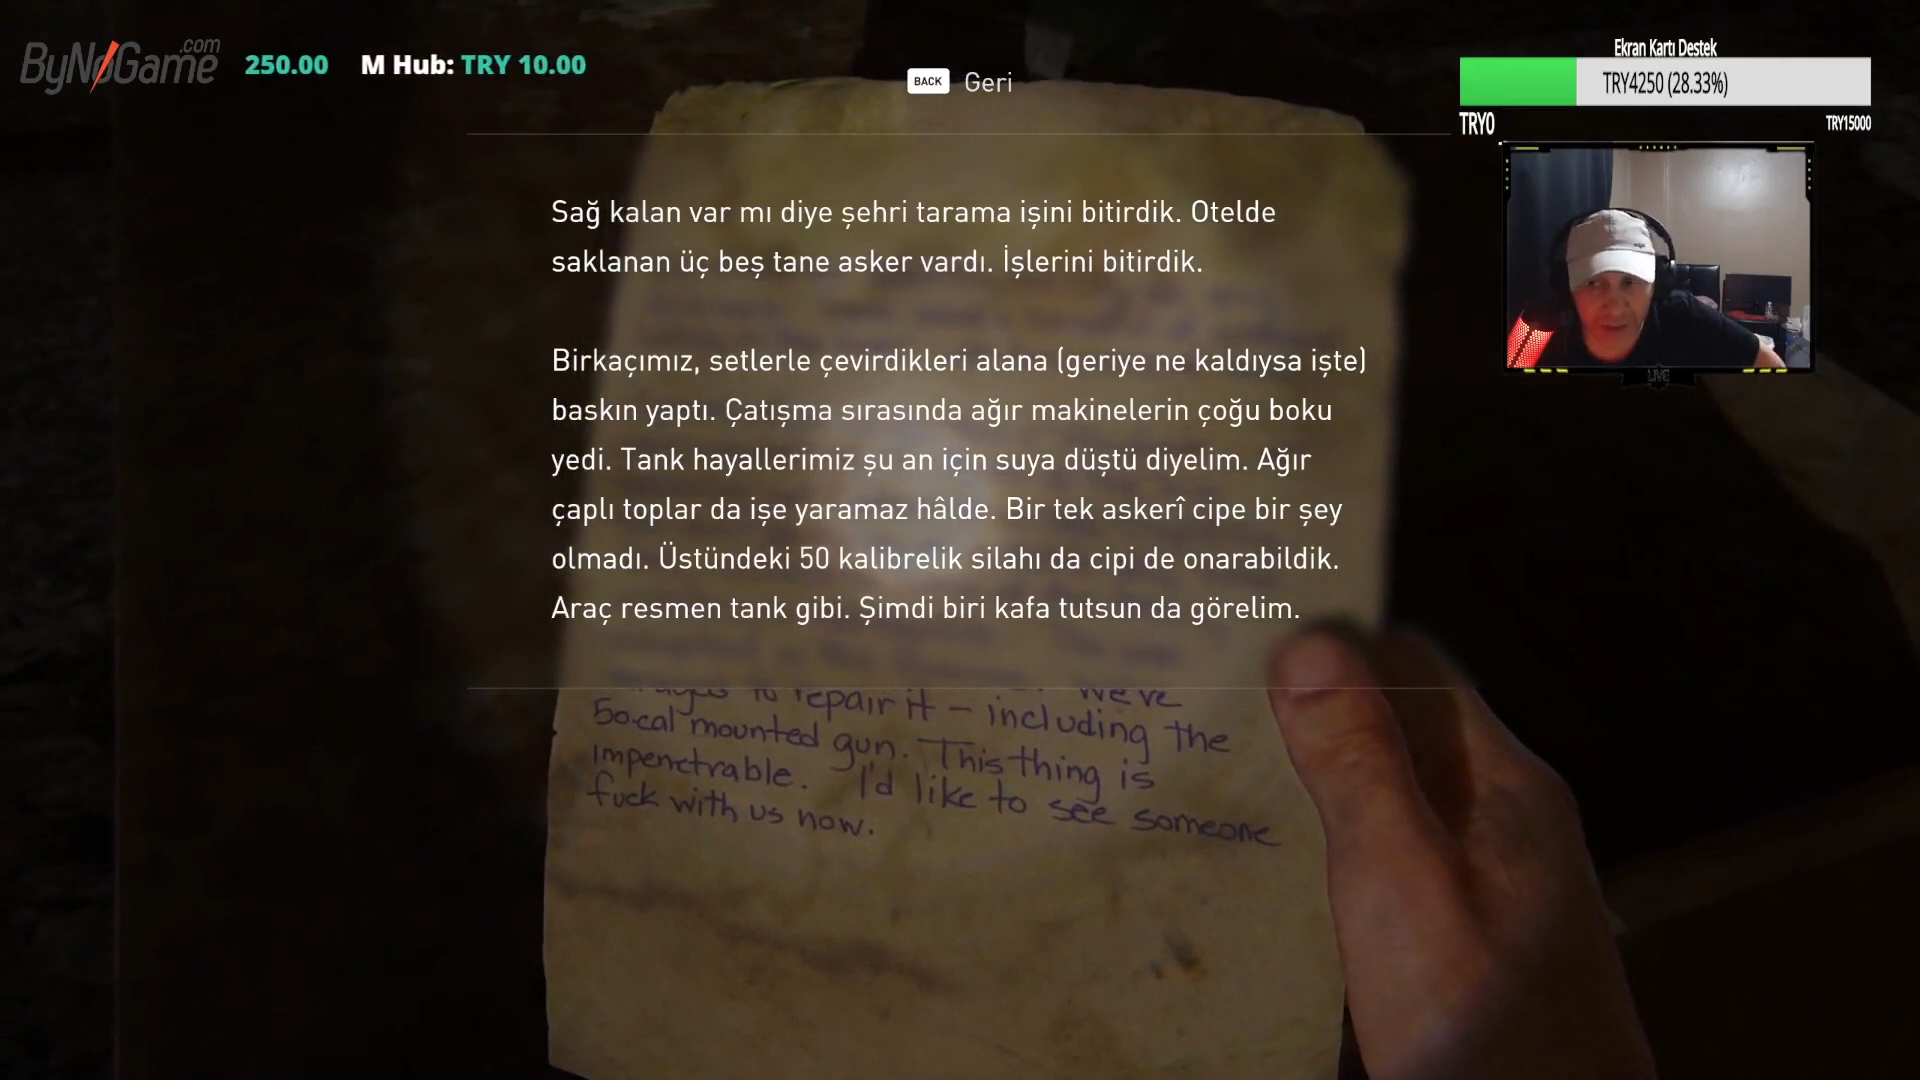 ByNoGame.com
250.00 M Hub: TRY 10.00
BACK Geri
Ekran Kartı Destek
TRY4250 (28.33%)
TRY0 TRY15000
Sağ kalan var mı diye şehri tarama işini bitirdik. Otelde
saklanan üç beş tane asker vardı. İşlerini bitirdik.
Birkaçımız, setlerle çevirdikleri alana (geriye ne kaldıysa işte)
baskın yaptı. Çatışma sırasında ağır makinelerin çoğu boku
yedi. Tank hayallerimiz şu an için suya düştü diyelim. Ağır
çaplı toplar da işe yaramaz hâlde. Bir tek askerî cipe bir şey
olmadı. Üstündeki 50 kalibrelik silahı da cipi de onarabildik.
Araç resmen tank gibi. Şimdi biri kafa tutsun da görelim.
LIVE
to repair it – including the We've
50.cal mounted gun. This thing is
impenetrable. I'd like to see someone
fuck with us now.